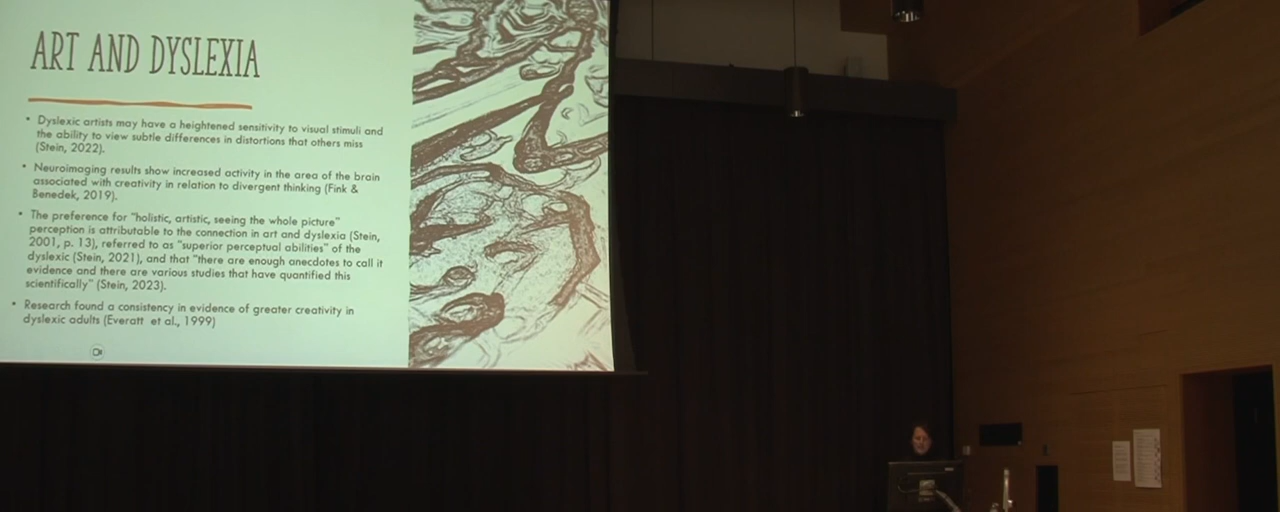 ART AND DYSLEXIA
• Dyslexic artists may have a heightened sensitivity to visual stimuli and
the ability to view subtle differences in distortions that others miss
(Stein, 2022).
• Neuroimaging results show increased activity in the area of the brain
associated with creativity in relation to divergent thinking (Fink &
Benedek, 2019).
• The preference for "holistic, artistic, seeing the whole picture"
perception is attributable to the connection in art and dyslexia (Stein,
2001, p. 13), referred to as "superior perceptual abilities" of the
dyslexic (Stein, 2021), and that "there are enough anecdotes to call it
evidence and there are various studies that have quantified this
scientifically" (Stein, 2023).
• Research found a consistency in evidence of greater creativity in
dyslexic adults (Everatt et al., 1999)